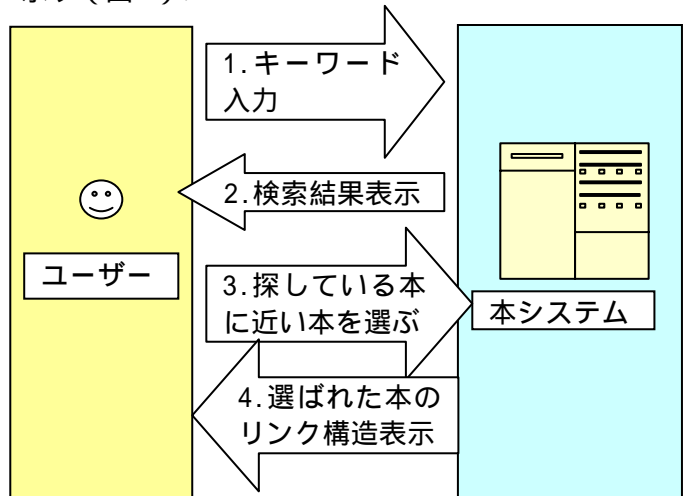 1.キーワード
入力
2.検索結果表示
ユーザー
3.探している本
に近い本を選ぶ
本システム
4.選ばれた本の
リンク構造表示